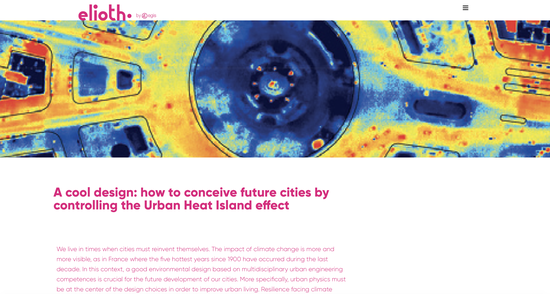 elioth.
by Egis
A cool design: how to conceive future cities by
controlling the Urban Heat Island effect
We live in times when cities must reinvent themselves. The impact of climate change is more and
more visible, as in France where the five hottest years since 1900 have occurred during the last
decade. In this context, a good environmental design based on multidisciplinary urban engineering
competences is crucial for the future development of our cities. More specifically, urban physics must
be at the center of the design choices in order to improve urban living. Resilience facing climate